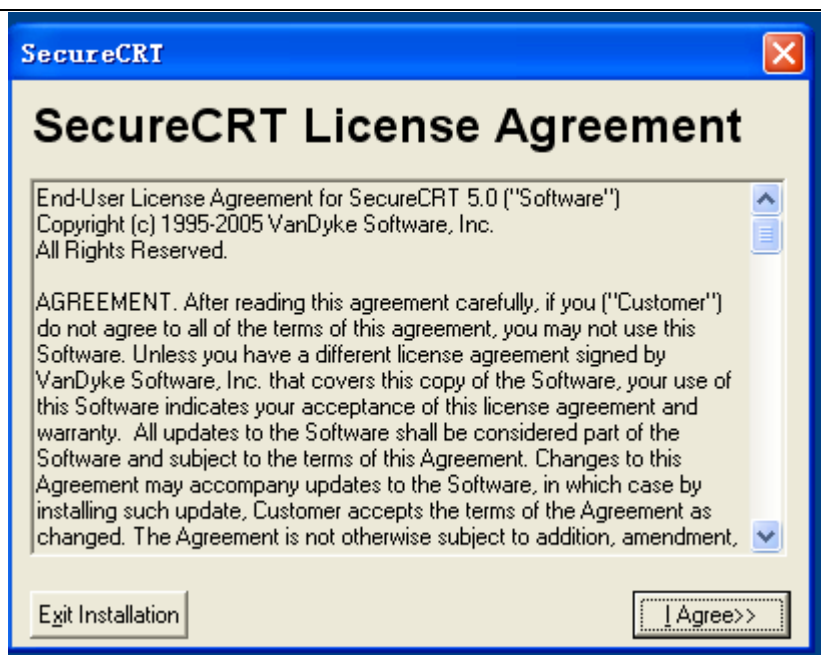 SecureCRT
SecureCRT License Agreement
End-User License Agreement for SecureCRT 5.0 ("Software")
Copyright (c) 1995-2005 VanDyke Software, Inc.
All Rights Reserved.
AGREEMENT. After reading this agreement carefully, if you ("Customer")
do not agree to all of the terms of this agreement, you may not use this
Software. Unless you have a different license agreement signed by
VanDyke Software, Inc. that covers this copy of the Software, your use of
this Software indicates your acceptance of this license agreement and
warranty.  All updates to the Software shall be considered part of the
Software and subject to the terms of this Agreement. Changes to this
Agreement may accompany updates to the Software, in which case by
installing such update, Customer accepts the terms of the Agreement as
changed. The Agreement is not otherwise subject to addition, amendment,
Exit Installation
I Agree>>